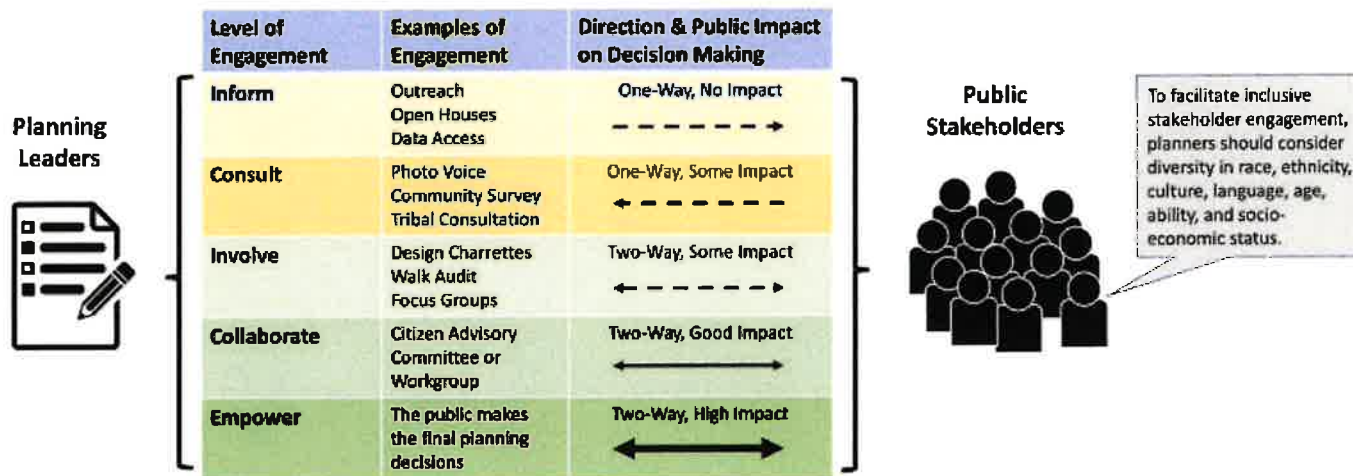 Planning
Leaders
Level of
Engagement
Examples of
Engagement
Direction & Public Impact
on Decision Making
Inform
Outreach
Open Houses
Data Access
One-Way, No Impact
Consult
Photo Voice
Community Survey
Tribal Consultation
One-Way, Some Impact
Involve
Design Charrettes
Walk Audit
Focus Groups
Two-Way, Some Impact
Collaborate
Citizen Advisory
Committee or
Workgroup
Two-Way, Good Impact
Empower
The public makes
the final planning
decisions
Two-Way, High Impact
Public
Stakeholders
To facilitate inclusive
stakeholder engagement,
planners should consider
diversity in race, ethnicity,
culture, language, age,
ability, and socio-
economic status.